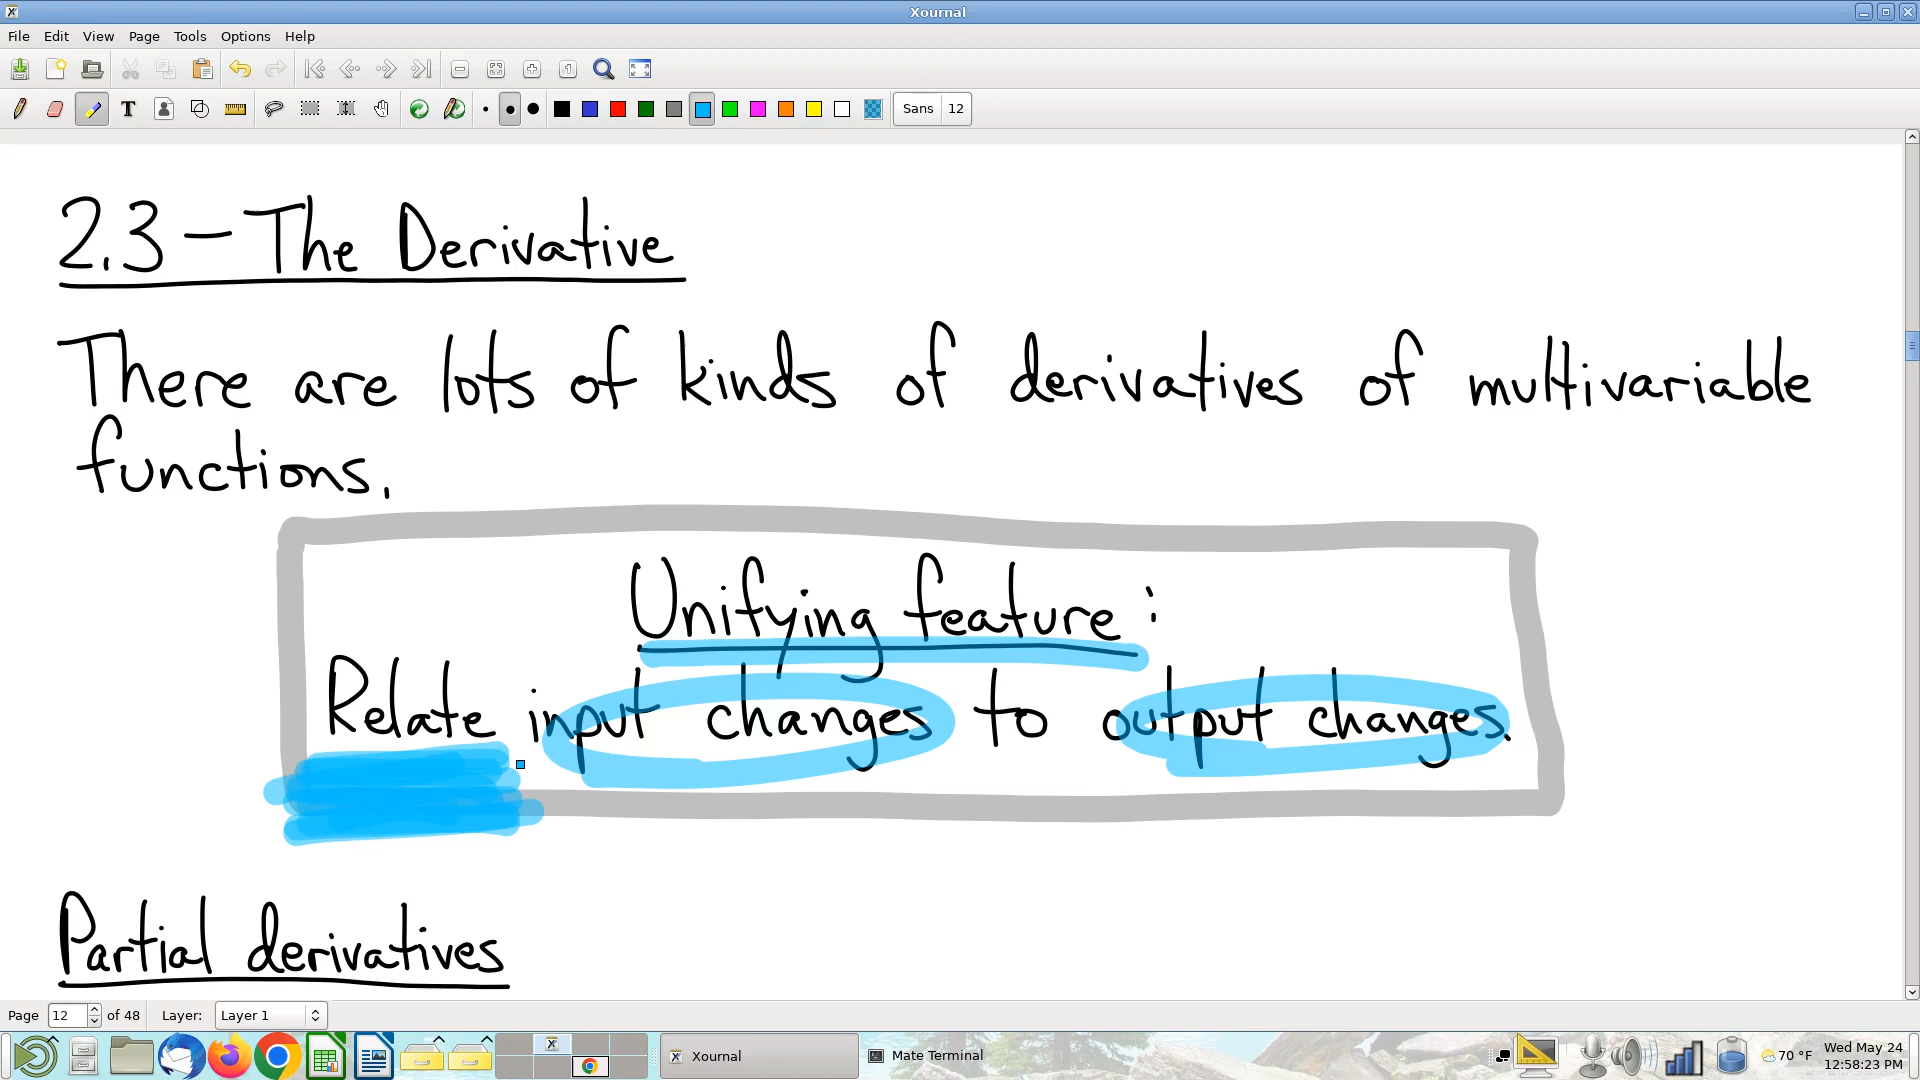 Xournal
File Edit View Page Tools Options Help
Sans 12
2.3 – The Derivative
There are lots of kinds of derivatives of multivariable
functions.
Unifying feature:
Relate input changes to output changes.
Partial derivatives
Page 12 of 48 Layer: Layer 1
Xournal Mate Terminal 70 °F Wed May 24
12:58:23 PM